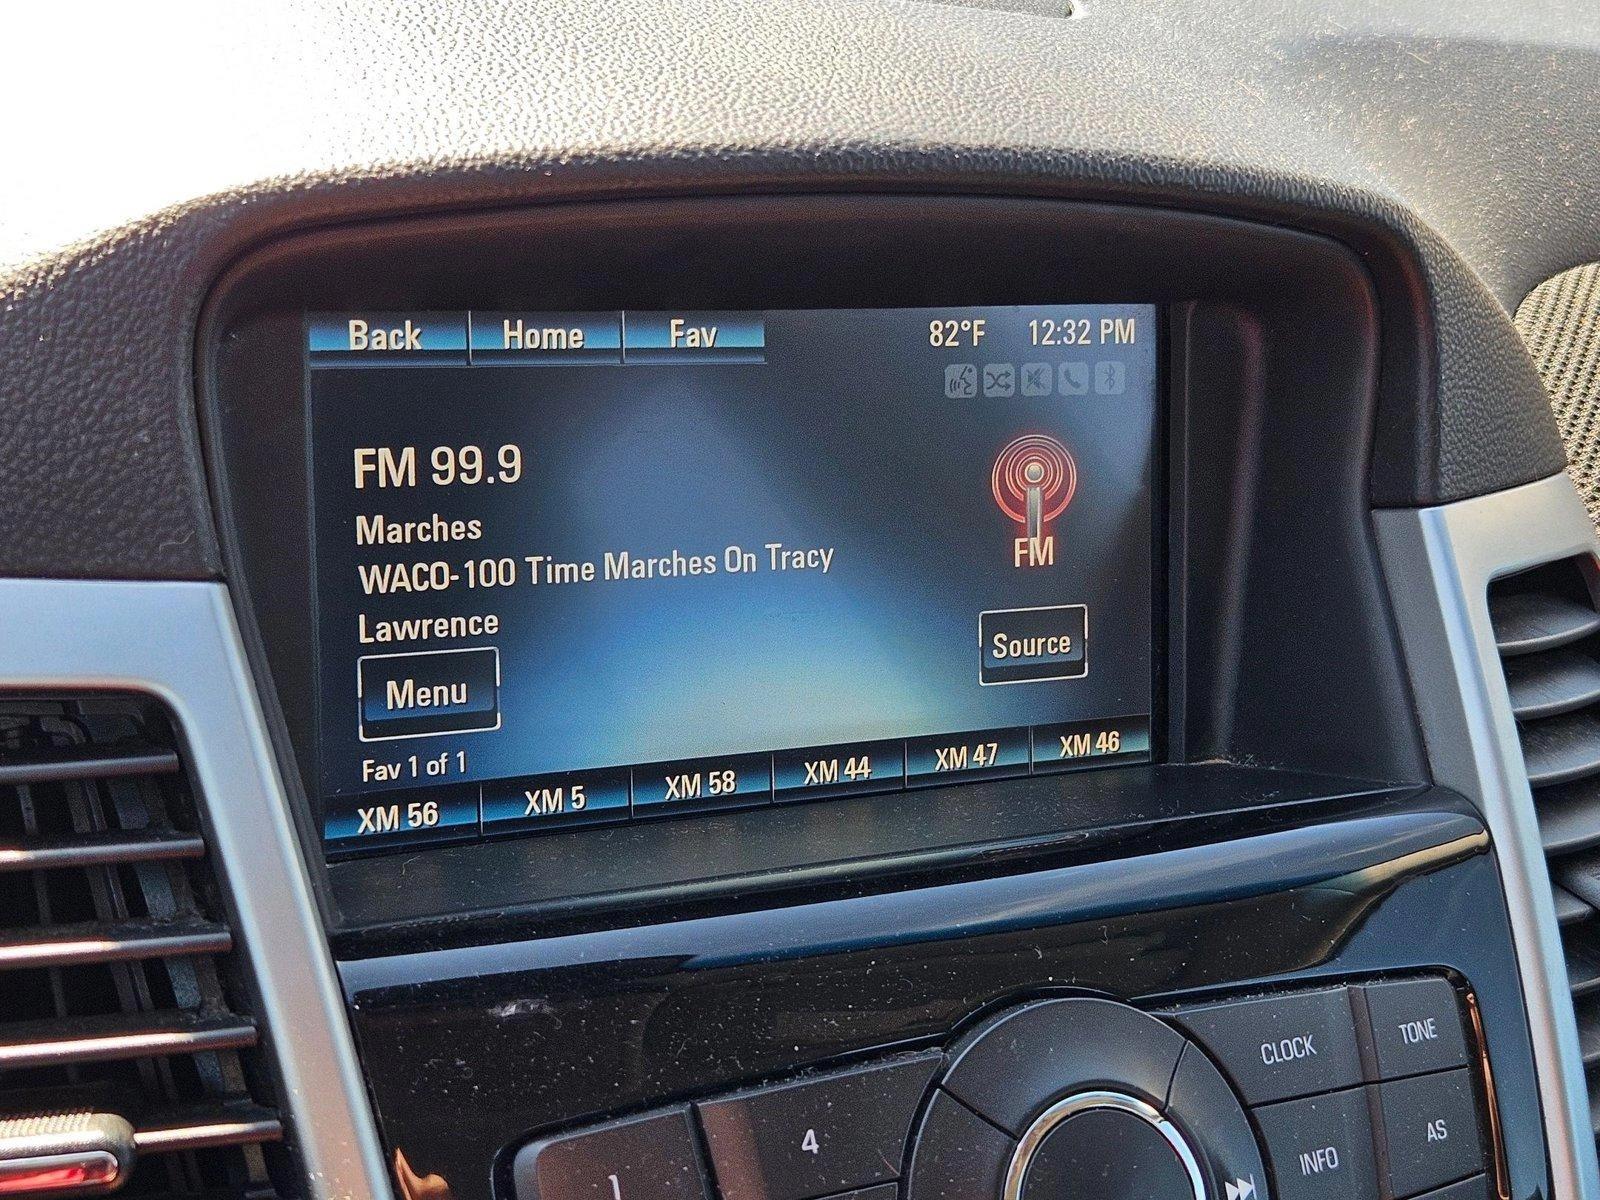 Back Home Fav 82°F 12:32 PM
FM 99.9
Marches
WACO-100 Time Marches On Tracy
Lawrence
FM
Source
Menu
Fav 1 of 1
XM 56 XM 5 XM 58 XM 44 XM 47 XM 46
CLOCK TONE
4 INFO AS
1